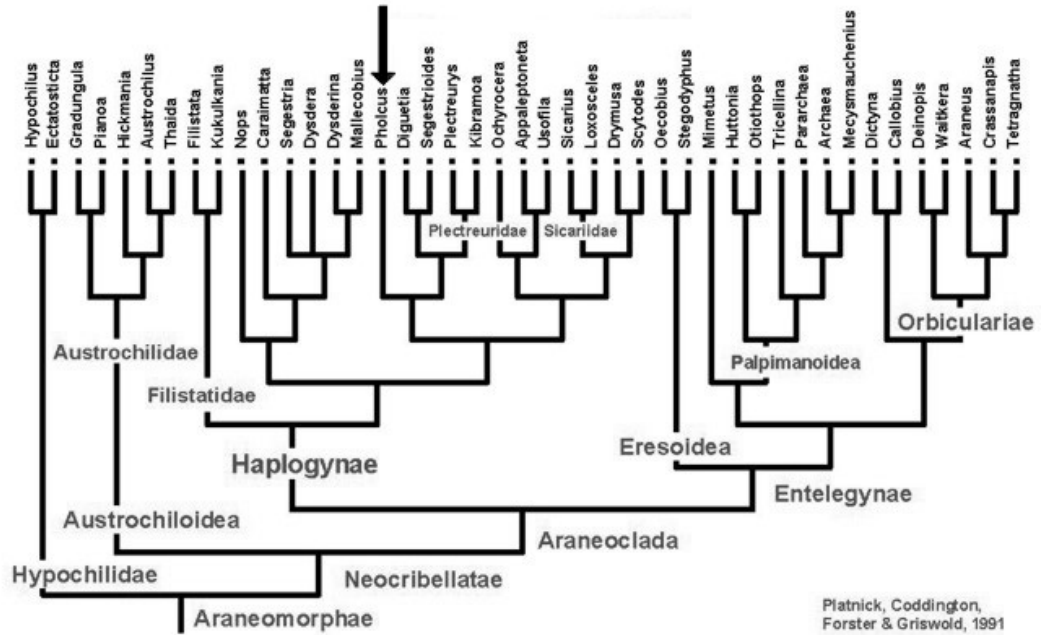 Hypochilus
Ectatosticta
Gradungula
Pianoa
Hickmania
Austrochilus
Thaida
Filistata
Kukulkania
Nops
Caraimatta
Segestria
Dysdera
Dysderina
Mallecobius
Pholcus
Diguetia
Segestrioides
Plectreurys
Kibramoa
Ochyrocera
Appaleptoneta
Usofila
Sicarius
Loxosceles
Drymusa
Scytodes
Oecobius
Stegodyphus
Mimetus
Huttonia
Otiothops
Tricellina
Pararchaea
Archaea
Mecysmauchenius
Dictyna
Callobius
Deinopis
Waitkera
Araneus
Crassanapis
Tetragnatha
Plectreuridae
Sicariidae
Orbiculariae
Austrochilidae
Palpimanoidea
Filistatidae
Eresoidea
Haplogynae
Entelegynae
Austrochiloidea
Araneoclada
Hypochilidae
Neocribellatae
Araneomorphae
Platnick, Coddington,
Forster & Griswold, 1991